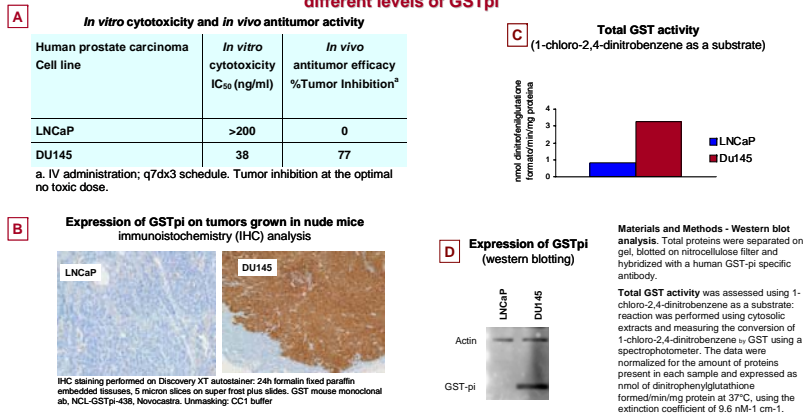 different levels of GSTpi
A
In vitro cytotoxicity and in vivo antitumor activity
Human prostate carcinoma
Cell line
In vitro
cytotoxicity
IC50 (ng/ml)
In vivo
antitumor efficacy
%Tumor Inhibitiona
LNCaP >200 0
DU145 38 77
a. IV administration; q7dx3 schedule. Tumor inhibition at the optimal
no toxic dose.
C
Total GST activity
(1-chloro-2,4-dinitrobenzene as a substrate)
nmol dinitrofenilglutatione
formato/min/mg proteina
4
3
2
1
0
LNCaP
Du145
B
Expression of GSTpi on tumors grown in nude mice
immunoistochemistry (IHC) analysis
LNCaP
DU145
IHC staining performed on Discovery XT autostainer: 24h formalin fixed paraffin
embedded tissuses, 5 micron slices on super frost plus slides. GST mouse monoclonal
ab, NCL-GSTpi-438, Novocastra. Unmasking: CC1 buffer
D
Expression of GSTpi
(western blotting)
LNCaP
DU145
Actin
GST-pi
Materials and Methods - Western blot
analysis. Total proteins were separated on
gel, blotted on nitrocellulose filter and
hybridized with a human GST-pi specific
antibody.
Total GST activity was assessed using 1-
chloro-2,4-dinitrobenzene as a substrate:
reaction was performed using cytosolic
extracts and measuring the conversion of
1-chloro-2,4-dinitrobenzene by GST using a
spectrophotometer. The data were
normalized for the amount of proteins
present in each sample and expressed as
nmol of dinitrophenylglutathione
formed/min/mg protein at 37°C, using the
extinction coefficient of 9.6 mM-1 cm-1.